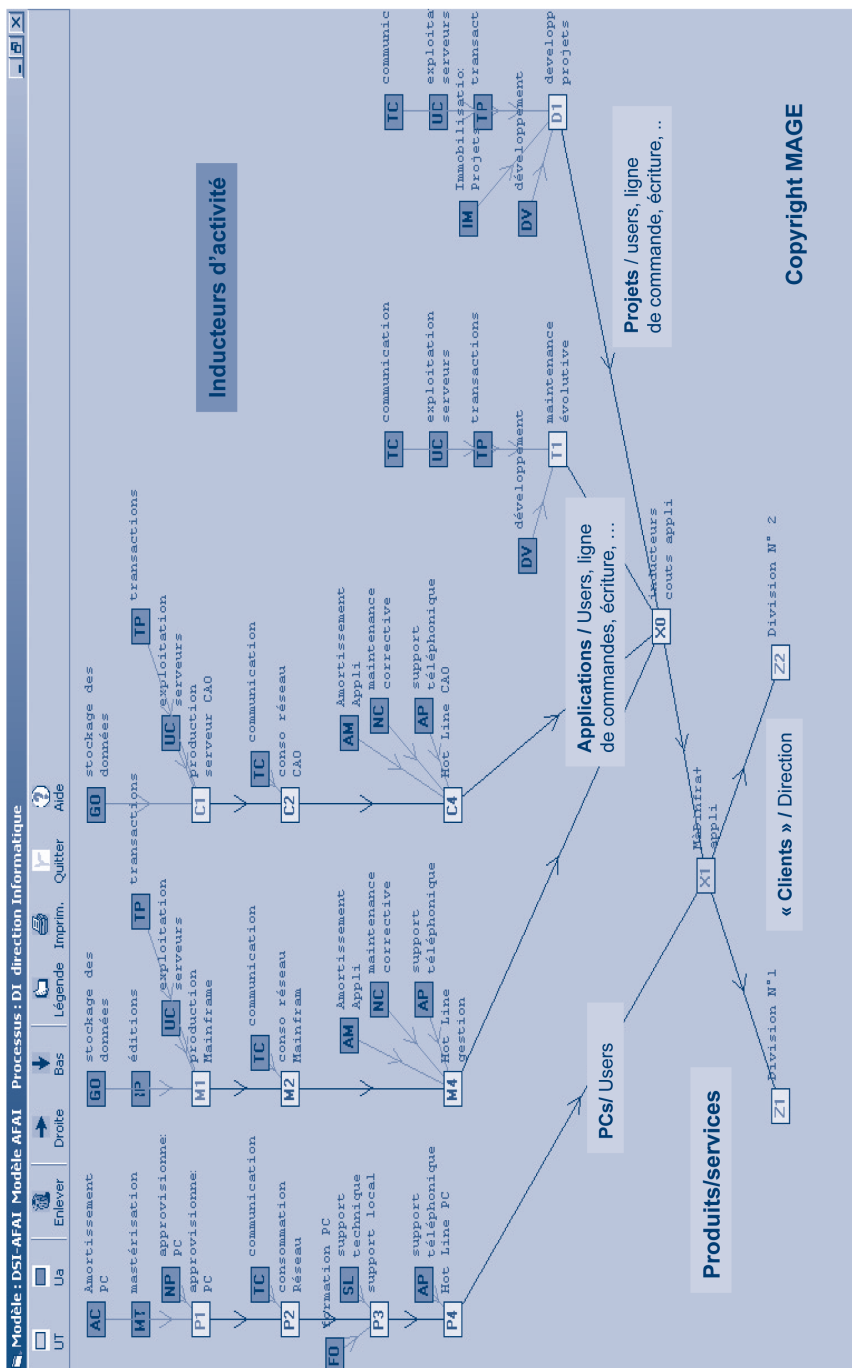 Modèle : DSI-AFAI Modèle AFAI Processus : DI direction Informatique
UT Ua Enlever Droite Bas Légende Imprim. Quitter Aide
AC
Amortissement
PC
MT
mastérisation
NP
approvisionne:
PC
P1
approvisionne:
PC
TC
communication
P2
consommation
Réseau
FO
formation PC
SL
support
technique
P3
support local
AP
téléphonique
P4
Hot Line PC
GO
stockage des
données
éditions
TP
transactions
UC
exploitation
serveurs
M1
production
Mainframe
TC
communication
M2
conso réseau
Mainfram
AM
Amortissement
Appli
NC
maintenance
corrective
AP
support
téléphonique
M4
Hot Line
gestion
GO
stockage des
données
TP
transactions
UC
exploitation
serveurs
C1
production
serveur CAO
TC
communication
C2
conso réseau
CAO
AM
Amortissement
Appli
NC
maintenance
corrective
AP
support
téléphonique
C4
Hot Line CAO
Inducteurs d'activité
TC
communication
UC
exploitation
serveurs
TP
transactions
DV
développement
T1
maintenance
évolutive
TC
communic
UC
exploita
serveurs
IM
Immobilisatio:
Projets
TP
transact
DV
développement
D1
developp
projets
PCs/ Users
Applications / Users, ligne
de commandes, écriture, …
Projets / users, ligne
de commande, écriture, ..
X0
inducteurs
couts appli
X1
infra+
appli
Produits/services
« Clients » / Direction
Z1
Division N°1
Z2
Division N° 2
Copyright MAGE